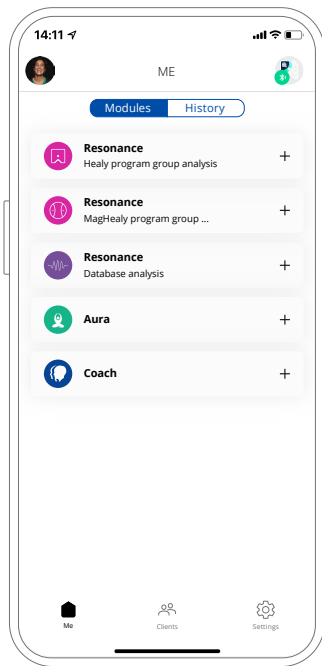 14:11
ME
Modules History
Resonance
Healy program group analysis
Resonance
MagHealy program group ...
Resonance
Database analysis
Aura
Coach
Me Clients Settings